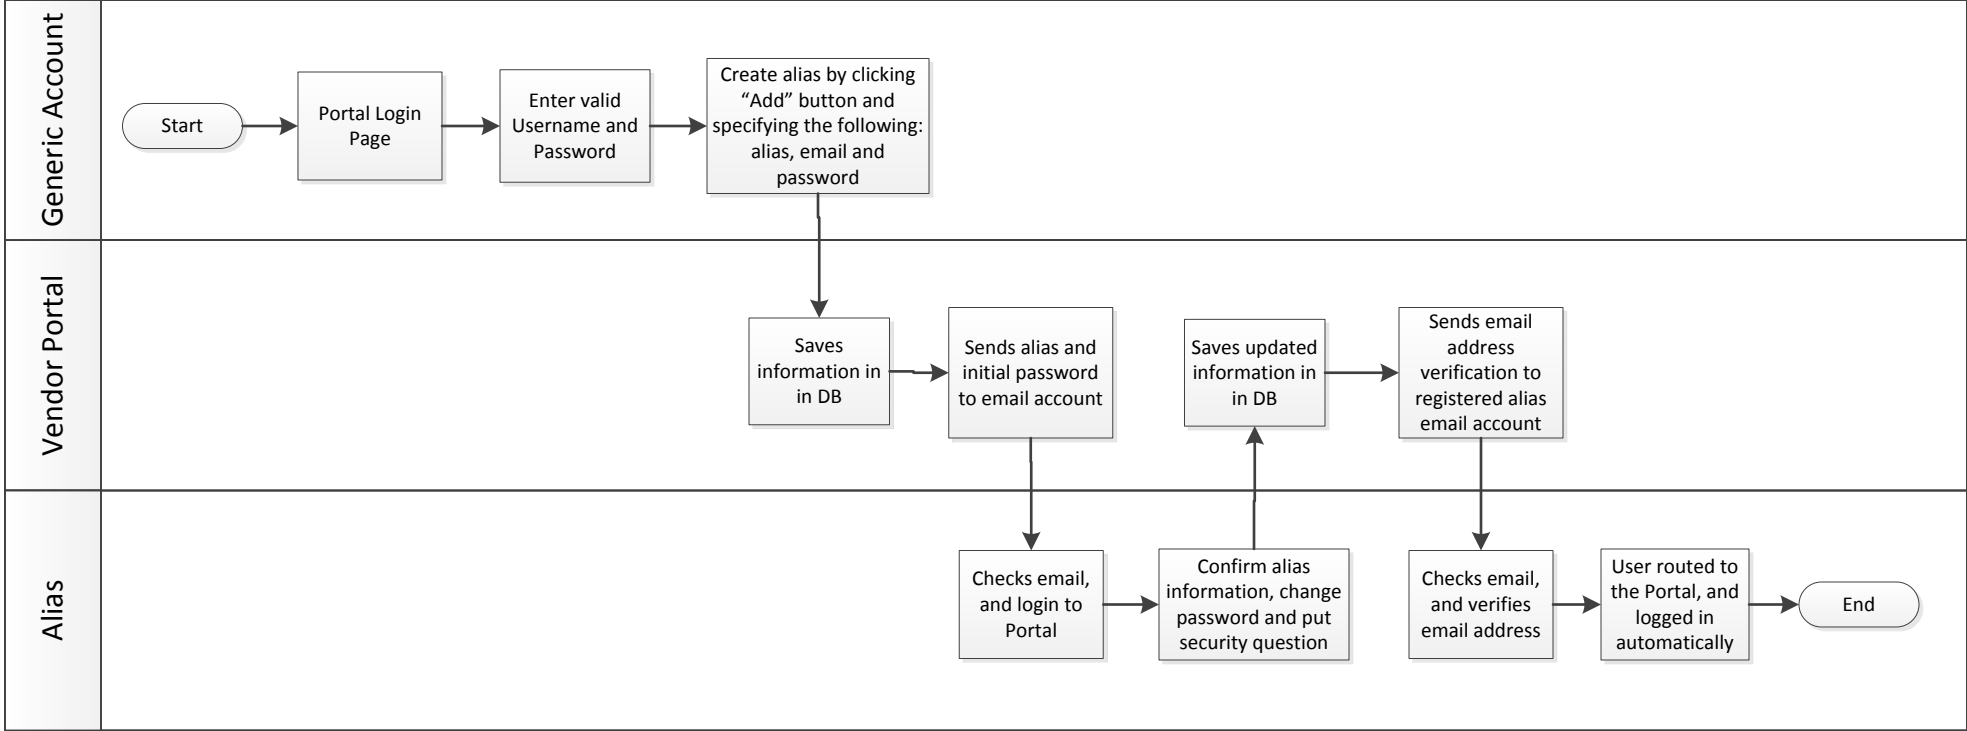 Generic Account
Start
Portal Login
Page
Enter valid
Username and
Password
Create alias by clicking
“Add” button and
specifying the following:
alias, email and
password
Vendor Portal
Saves
information in
in DB
Sends alias and
initial password
to email account
Saves updated
information in
in DB
Sends email
address
verification to
registered alias
email account
Alias
Checks email,
and login to
Portal
Confirm alias
information, change
password and put
security question
Checks email,
and verifies
email address
User routed to
the Portal, and
logged in
automatically
End